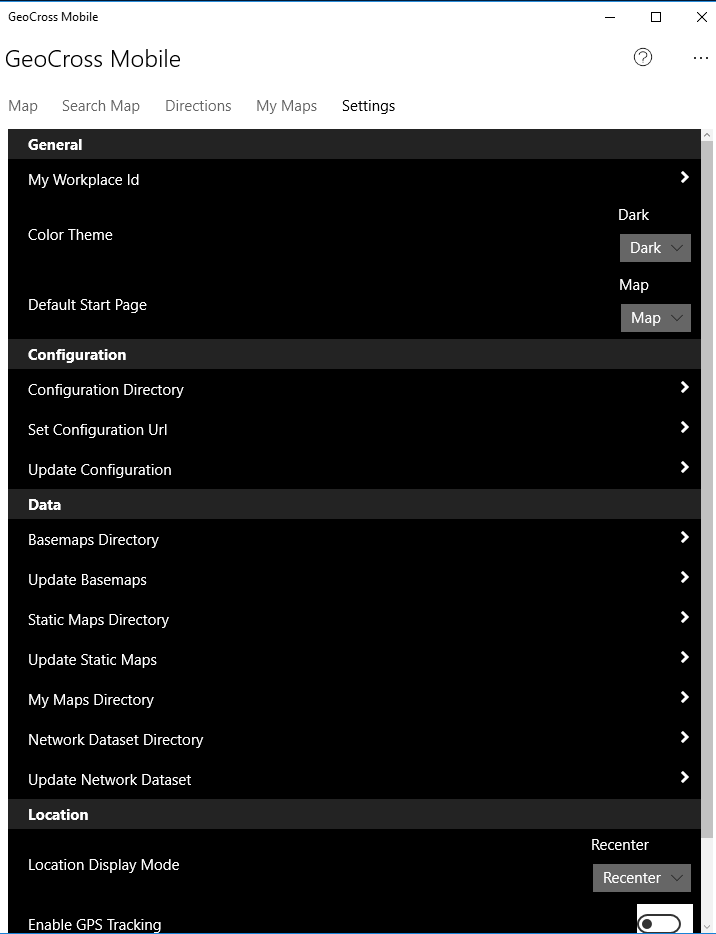 GeoCross Mobile
GeoCross Mobile
Map Search Map Directions My Maps Settings
General
My Workplace Id
Dark
Color Theme
Dark
Map
Default Start Page
Map
Configuration
Configuration Directory
Set Configuration Url
Update Configuration
Data
Basemaps Directory
Update Basemaps
Static Maps Directory
Update Static Maps
My Maps Directory
Network Dataset Directory
Update Network Dataset
Location
Recenter
Location Display Mode
Recenter
Enable GPS Tracking